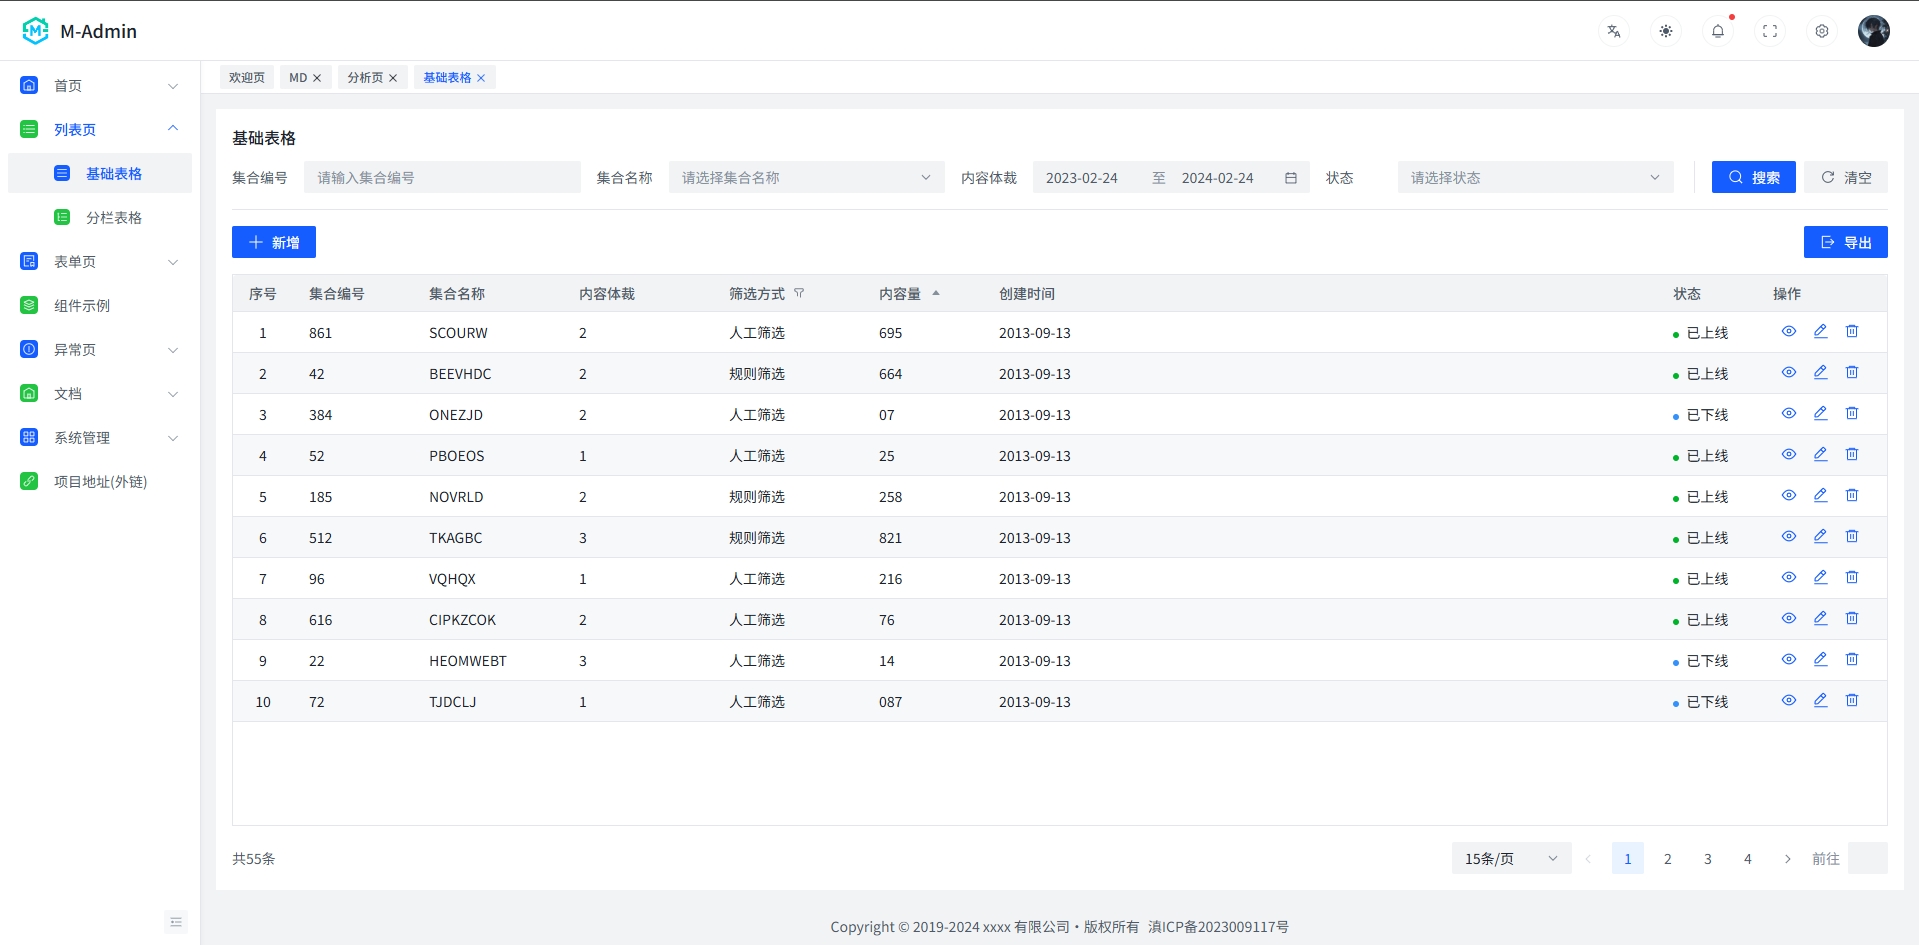 M-Admin
首页
列表页
基础表格
分栏表格
表单页
组件示例
异常页
文档
系统管理
项目地址(外链)
欢迎页 MD 分析页 基础表格
基础表格
集合编号 请输入集合编号 集合名称 请选择集合名称 内容体裁 2023-02-24 至 2024-02-24 状态 请选择状态 搜索 清空
新增 导出
序号 集合编号 集合名称 内容体裁 筛选方式 内容量 创建时间 状态 操作
1 861 SCOURW 2 人工筛选 695 2013-09-13 已上线
2 42 BEEVHDC 2 规则筛选 664 2013-09-13 已上线
3 384 ONEZJD 2 人工筛选 07 2013-09-13 已下线
4 52 PBOEOS 1 人工筛选 25 2013-09-13 已上线
5 185 NOVRLD 2 规则筛选 258 2013-09-13 已上线
6 512 TKAGBC 3 规则筛选 821 2013-09-13 已上线
7 96 VQHQX 1 人工筛选 216 2013-09-13 已上线
8 616 CIPKZCOK 2 人工筛选 76 2013-09-13 已上线
9 22 HEOMWEBT 3 人工筛选 14 2013-09-13 已下线
10 72 TJDCLJ 1 人工筛选 087 2013-09-13 已下线
共55条 15条/页 1 2 3 4 前往
Copyright © 2019-2024 xxxx 有限公司・版权所有 滇ICP备2023009117号